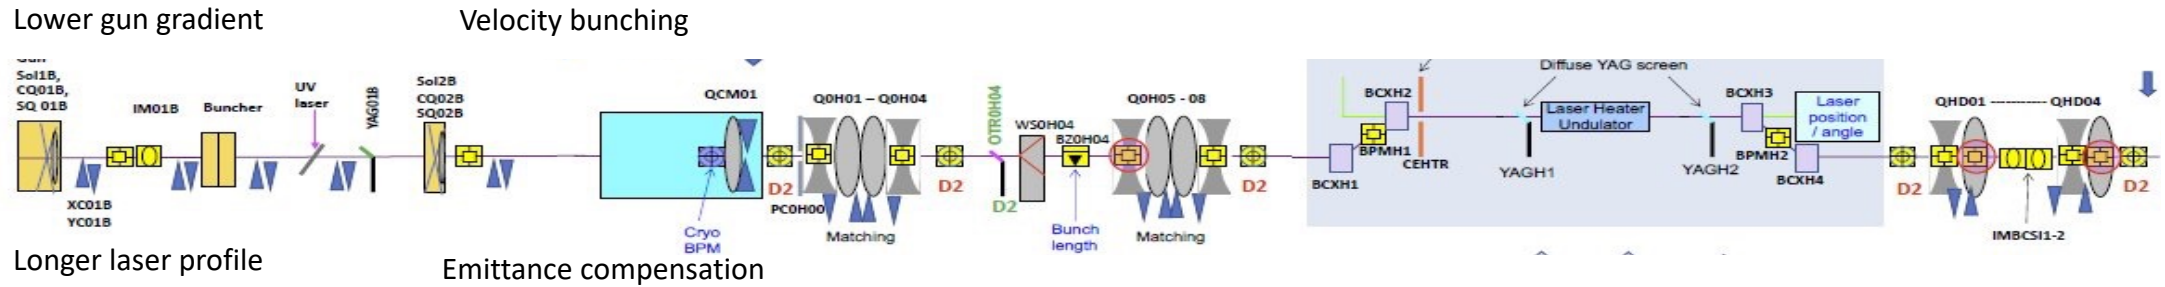 Lower gun gradient
Velocity bunching
Gun
Sol1B,
CQ01B,
SQ 01B
IM01B
Buncher
UV
laser
YAG01B
Sol2B
CQ02B
SQ02B
QCM01
Q0H01 – Q0H04
OTR0H04
WS0H04
BZ0H04
Q0H05 - 08
BCXH2
BPMH1
CEHTR
BCXH1
Diffuse YAG screen
Laser Heater
Undulator
YAGH1
YAGH2
BCXH3
BPMH2
BCXH4
Laser
position
/ angle
QHD01 ---------- QHD04
XC01B
YC01B
Cryo
BPM
D2
PC0H00
Matching
D2
D2
Bunch
length
Matching
D2
D2
D2
IMBCSI1-2
Longer laser profile
Emittance compensation